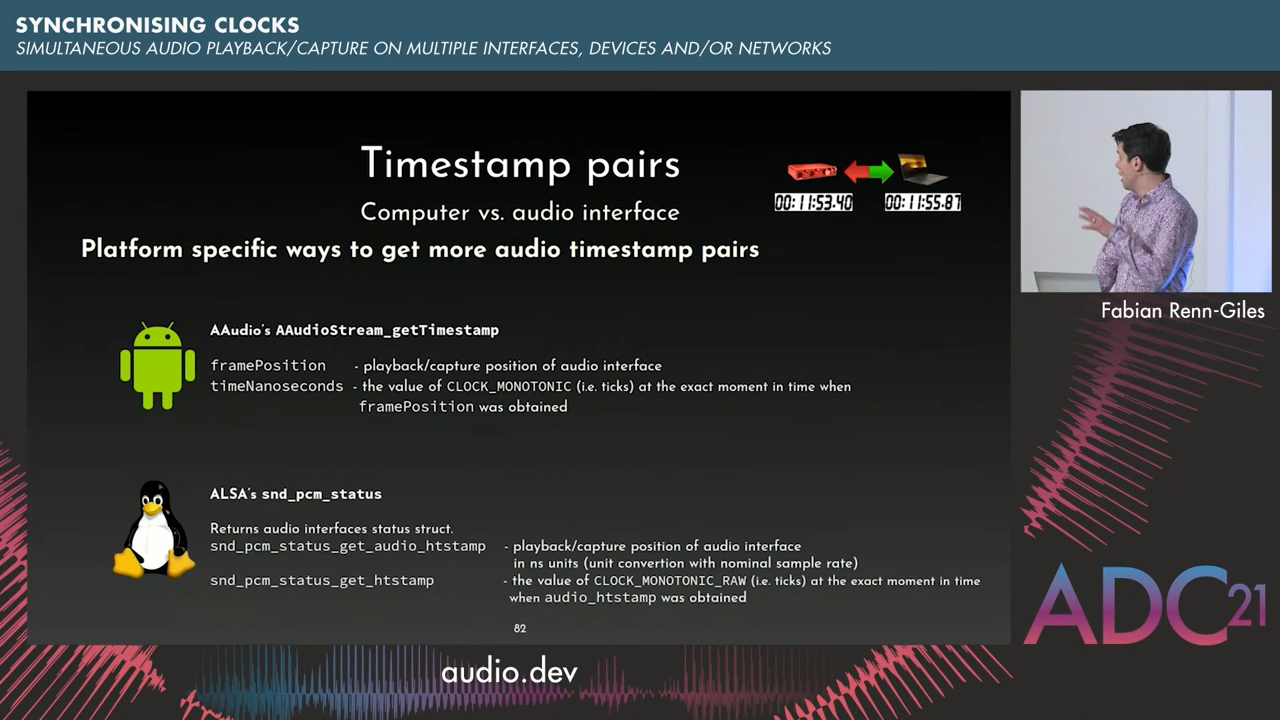 SYNCHRONISING CLOCKS
SIMULTANEOUS AUDIO PLAYBACK/CAPTURE ON MULTIPLE INTERFACES, DEVICES AND/OR NETWORKS
Timestamp pairs
00:11:53.40 00:11:55.87
Computer vs. audio interface
Platform specific ways to get more audio timestamp pairs
Fabian Renn-Giles
AAudio's AAudioStream_getTimestamp
framePosition - playback/capture position of audio interface
timeNanoseconds - the value of CLOCK_MONOTONIC (i.e. ticks) at the exact moment in time when
framePosition was obtained
ALSA's snd_pcm_status
Returns audio interfaces status struct.
snd_pcm_status_get_audio_htstamp - playback/capture position of audio interface
in ns units (unit convertion with nominal sample rate)
snd_pcm_status_get_htstamp - the value of CLOCK_MONOTONIC_RAW (i.e. ticks) at the exact moment in time
when audio_htstamp was obtained
82
ADC21
audio.dev